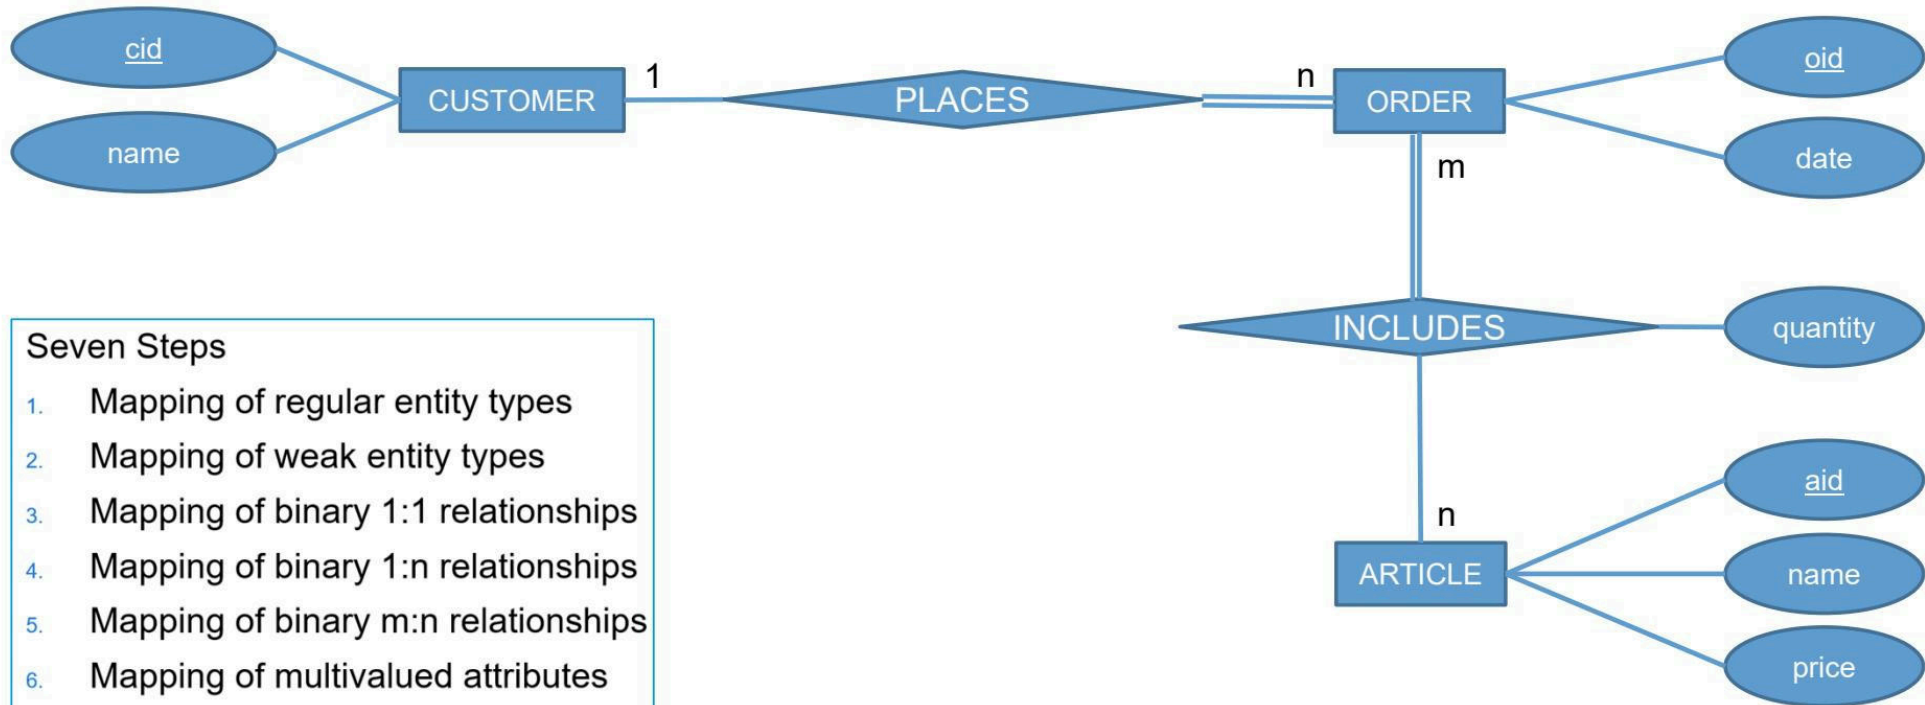 cid
name
CUSTOMER
1
PLACES
n
ORDER
oid
date
m
INCLUDES
quantity
n
ARTICLE
aid
name
price
Seven Steps
1. Mapping of regular entity types
2. Mapping of weak entity types
3. Mapping of binary 1:1 relationships
4. Mapping of binary 1:n relationships
5. Mapping of binary m:n relationships
6. Mapping of multivalued attributes